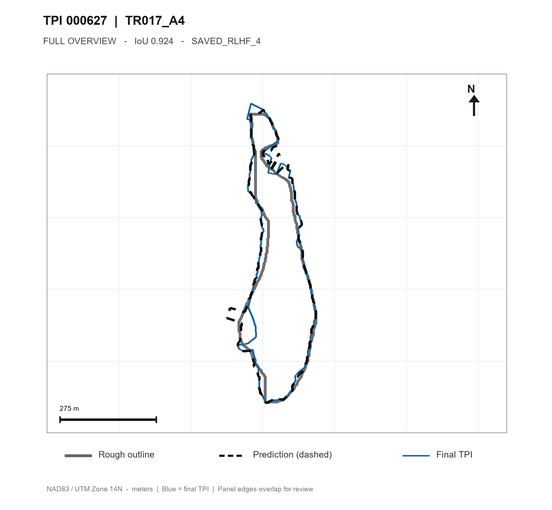 TPI 000627 | TR017_A4
FULL OVERVIEW - IoU 0.924 - SAVED_RLHF_4
N
275 m
Rough outline
Prediction (dashed)
Final TPI
NAD83 / UTM Zone 14N - meters | Blue = final TPI | Panel edges overlap for review